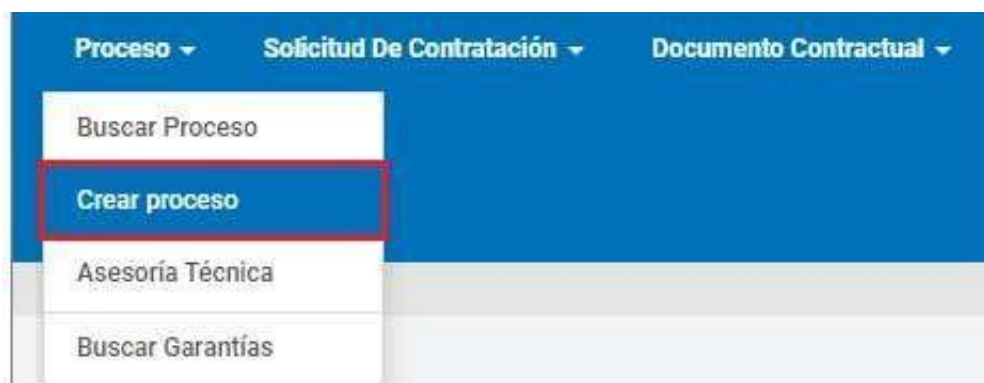 Proceso Solicitud De Contratación Documento Contractual
Buscar Proceso
Crear proceso
Asesoría Técnica
Buscar Garantías